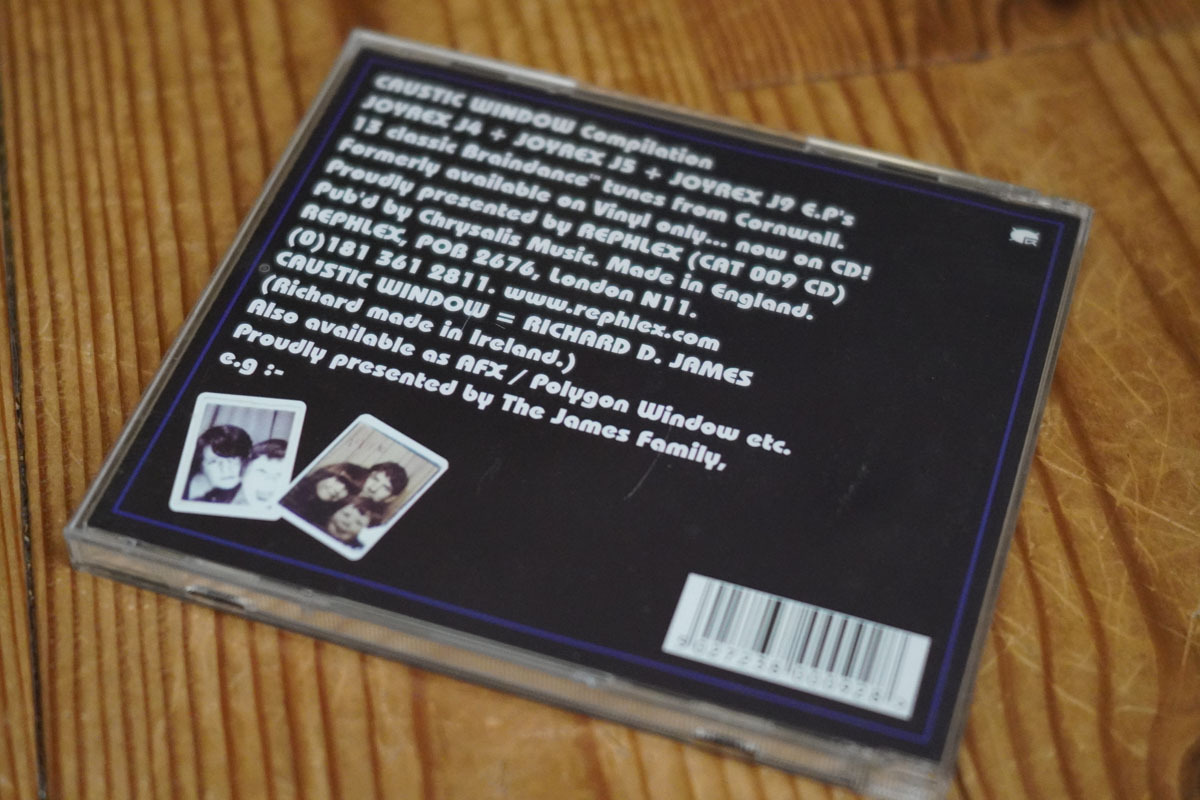 CAUSTIC WINDOW Compilation
JOYREX J4 + JOYREX J5 + JOYREX J9 E.P's
13 classic Braindance™ tunes from Cornwall.
Formerly available on Vinyl only... now on CD!
Proudly presented by REPHLEX (CAT 009 CD)
Pub'd by Chrysalis Music. Made in England.
REPHLEX, POB 2676, London N11.
(0)181 361 2811. www.rephlex.com
CAUSTIC WINDOW = RICHARD D. JAMES
(Richard made in Ireland.)
Also available as AFX / Polygon Window etc.
Proudly presented by The James Family,
e.g :-